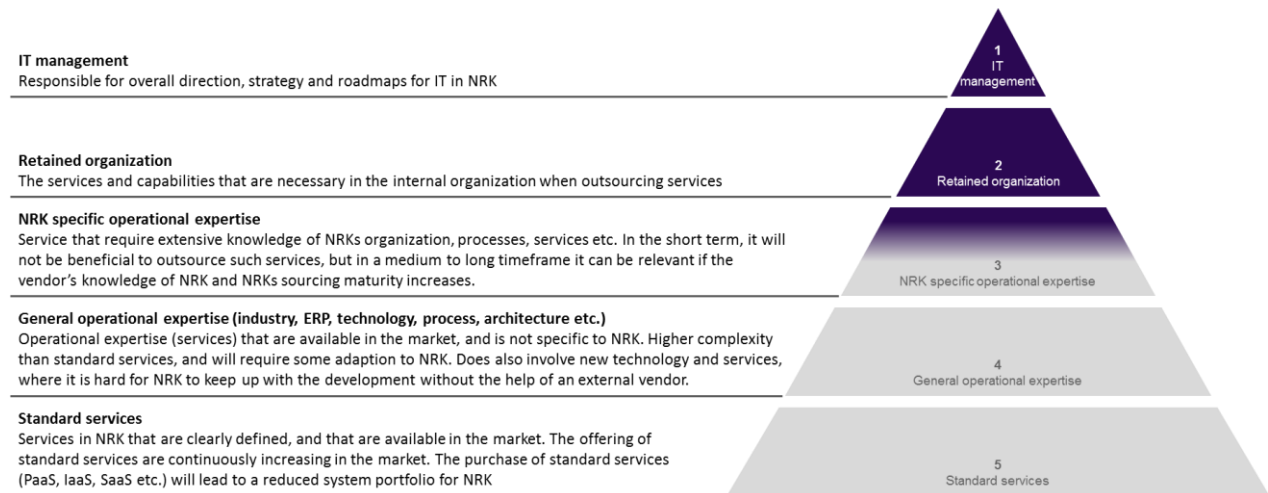 IT management
Responsible for overall direction, strategy and roadmaps for IT in NRK
1
IT
management
Retained organization
The services and capabilities that are necessary in the internal organization when outsourcing services
2
Retained organization
NRK specific operational expertise
Service that require extensive knowledge of NRKs organization, processes, services etc. In the short term, it will
not be beneficial to outsource such services, but in a medium to long timeframe it can be relevant if the
vendor's knowledge of NRK and NRKs sourcing maturity increases.
3
NRK specific operational expertise
General operational expertise (industry, ERP, technology, process, architecture etc.)
Operational expertise (services) that are available in the market, and is not specific to NRK. Higher complexity
than standard services, and will require some adaption to NRK. Does also involve new technology and services,
where it is hard for NRK to keep up with the development without the help of an external vendor.
4
General operational expertise
Standard services
Services in NRK that are clearly defined, and that are available in the market. The offering of
standard services are continuously increasing in the market. The purchase of standard services
(PaaS, IaaS, SaaS etc.) will lead to a reduced system portfolio for NRK
5
Standard services